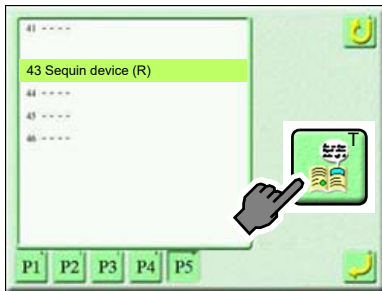 41 ----
43 Sequin device (R)
44 ----
45 ----
46 ----
T
P1 P2 P3 P4 P5